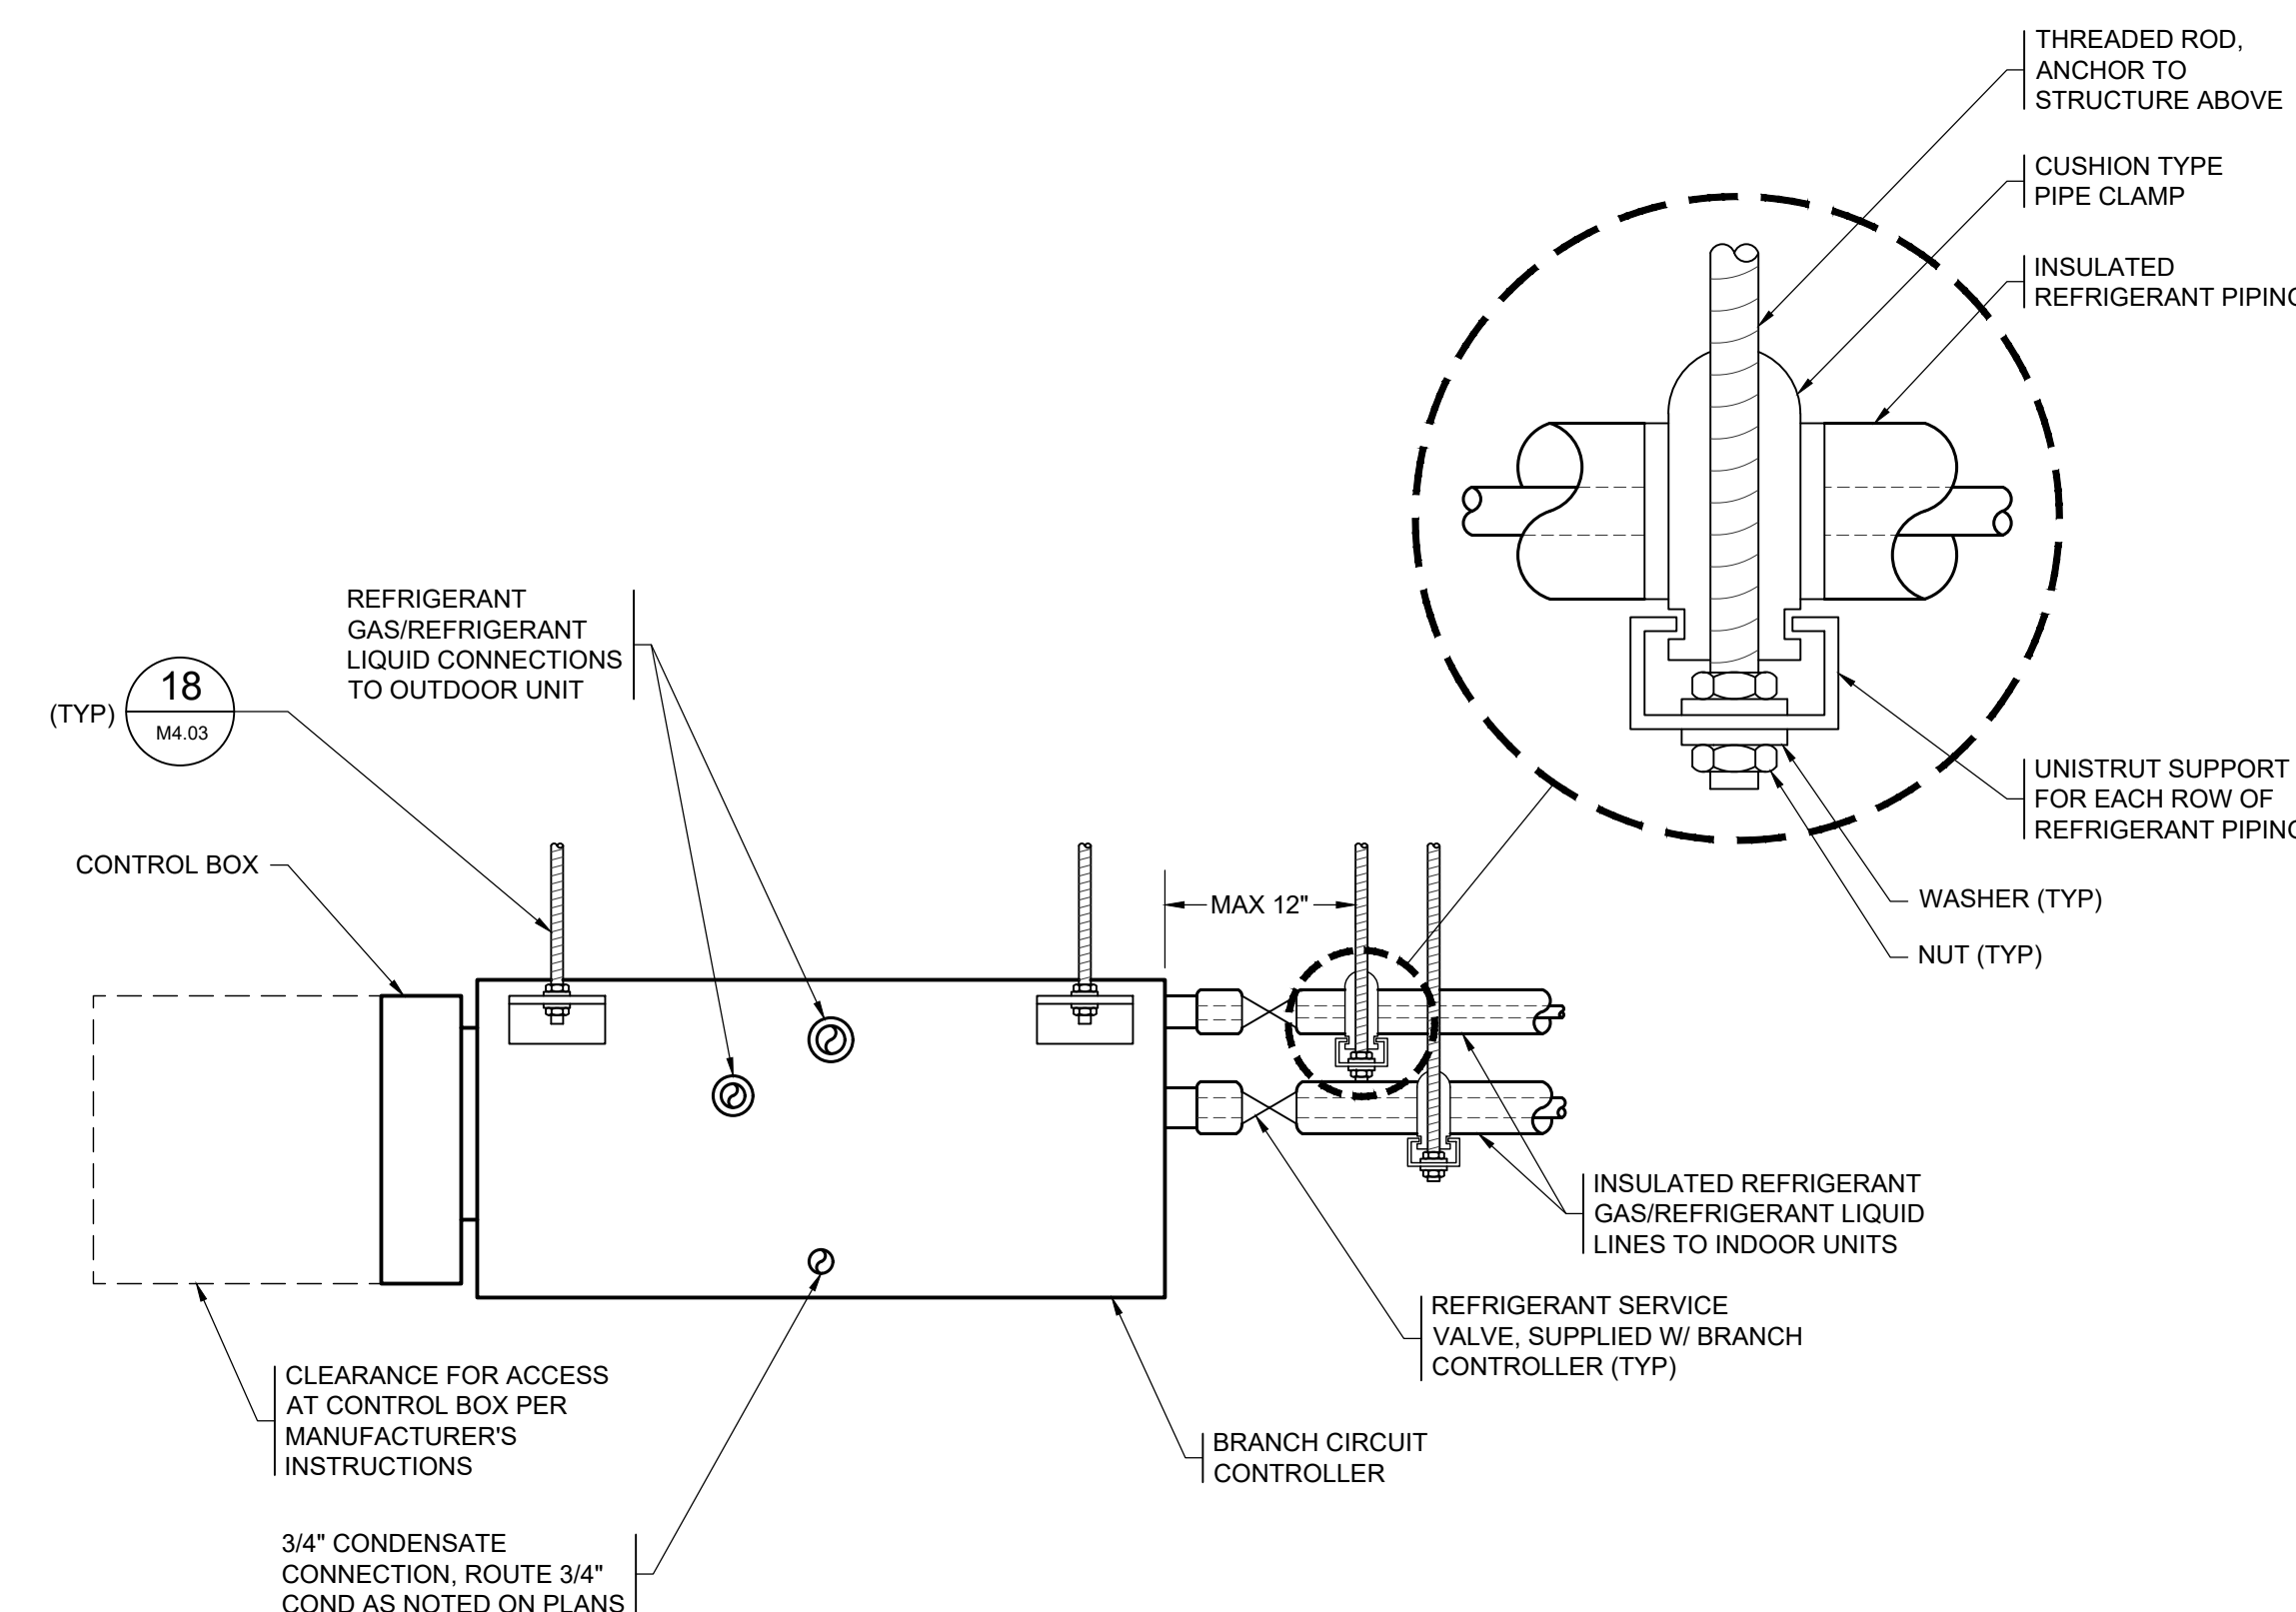 THREADED ROD,
ANCHOR TO
STRUCTURE ABOVE
CUSHION TYPE
PIPE CLAMP
INSULATED
REFRIGERANT PIPING
REFRIGERANT
GAS/REFRIGERANT
LIQUID CONNECTIONS
TO OUTDOOR UNIT
(TYP)
18
M4.03
UNISTRUT SUPPORT
FOR EACH ROW OF
REFRIGERANT PIPING
CONTROL BOX
MAX 12"
WASHER (TYP)
NUT (TYP)
INSULATED REFRIGERANT
GAS/REFRIGERANT LIQUID
LINES TO INDOOR UNITS
REFRIGERANT SERVICE
VALVE, SUPPLIED W/ BRANCH
CONTROLLER (TYP)
CLEARANCE FOR ACCESS
AT CONTROL BOX PER
MANUFACTURER'S
INSTRUCTIONS
BRANCH CIRCUIT
CONTROLLER
3/4" CONDENSATE
CONNECTION, ROUTE 3/4"
COND AS NOTED ON PLANS